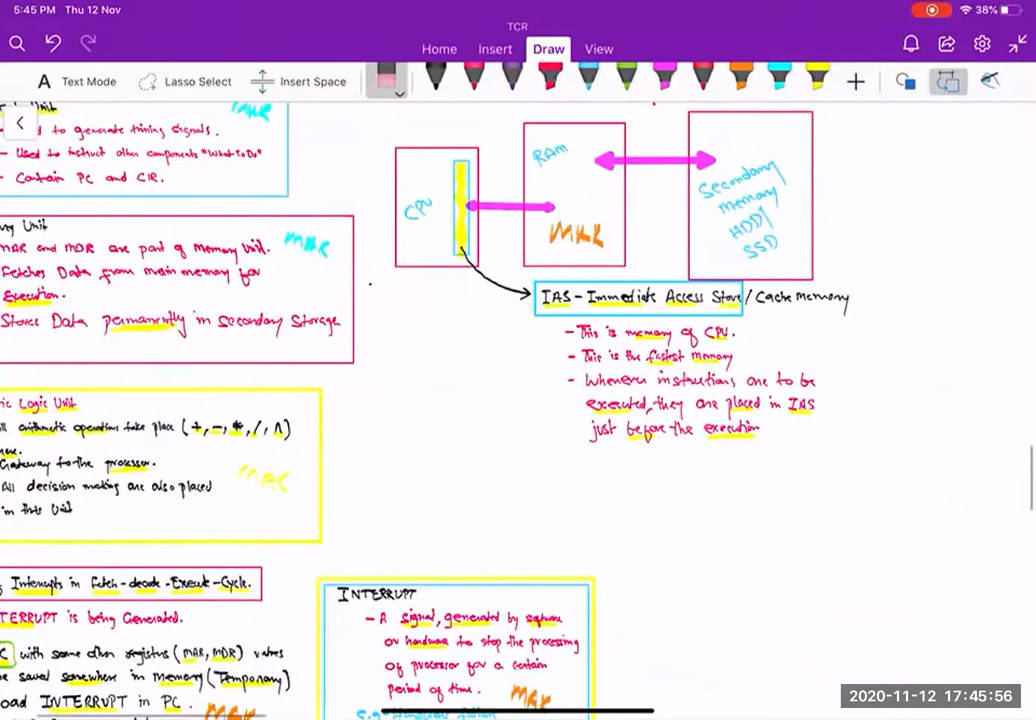 5:45 PM Thu 12 Nov
38%
TCR
Home Insert Draw View
Text Mode Lasso Select Insert Space
Unit
to generate timing signals.
- Used to instruct other components "What To Do"
- Contain PC and CIR.
MAR and MDR are part of Memory Unit.
Fetches Data from main memory for
Execution.
Stores Data permanently in Secondary Storage
Logic Unit
arithmetic operations take place (+, -, *, /, ^)
Gateway for the processor.
All decision making are also placed
in this Unit
CPU
RAM
Secondary
memory
HDD/
SSD
IAS - Immediate Access Store / Cache Memory
- This is memory of CPU.
- This is the fastest memory
- Whenever instructions are to be
executed, they are placed in IAS
just before the execution
Interrupts in fetch-decode-Execute-Cycle.
TERRUPT is being Generated.
with some other registers (MAR, MDR) values
saved somewhere in Memory (Temporary)
oad INTERRUPT in PC.
INTERRUPT
- A signal, generated by software
or hardware to stop the processing
of processor for a certain
period of time.
e.g. Hardware failure
2020-11-12 17:45:56